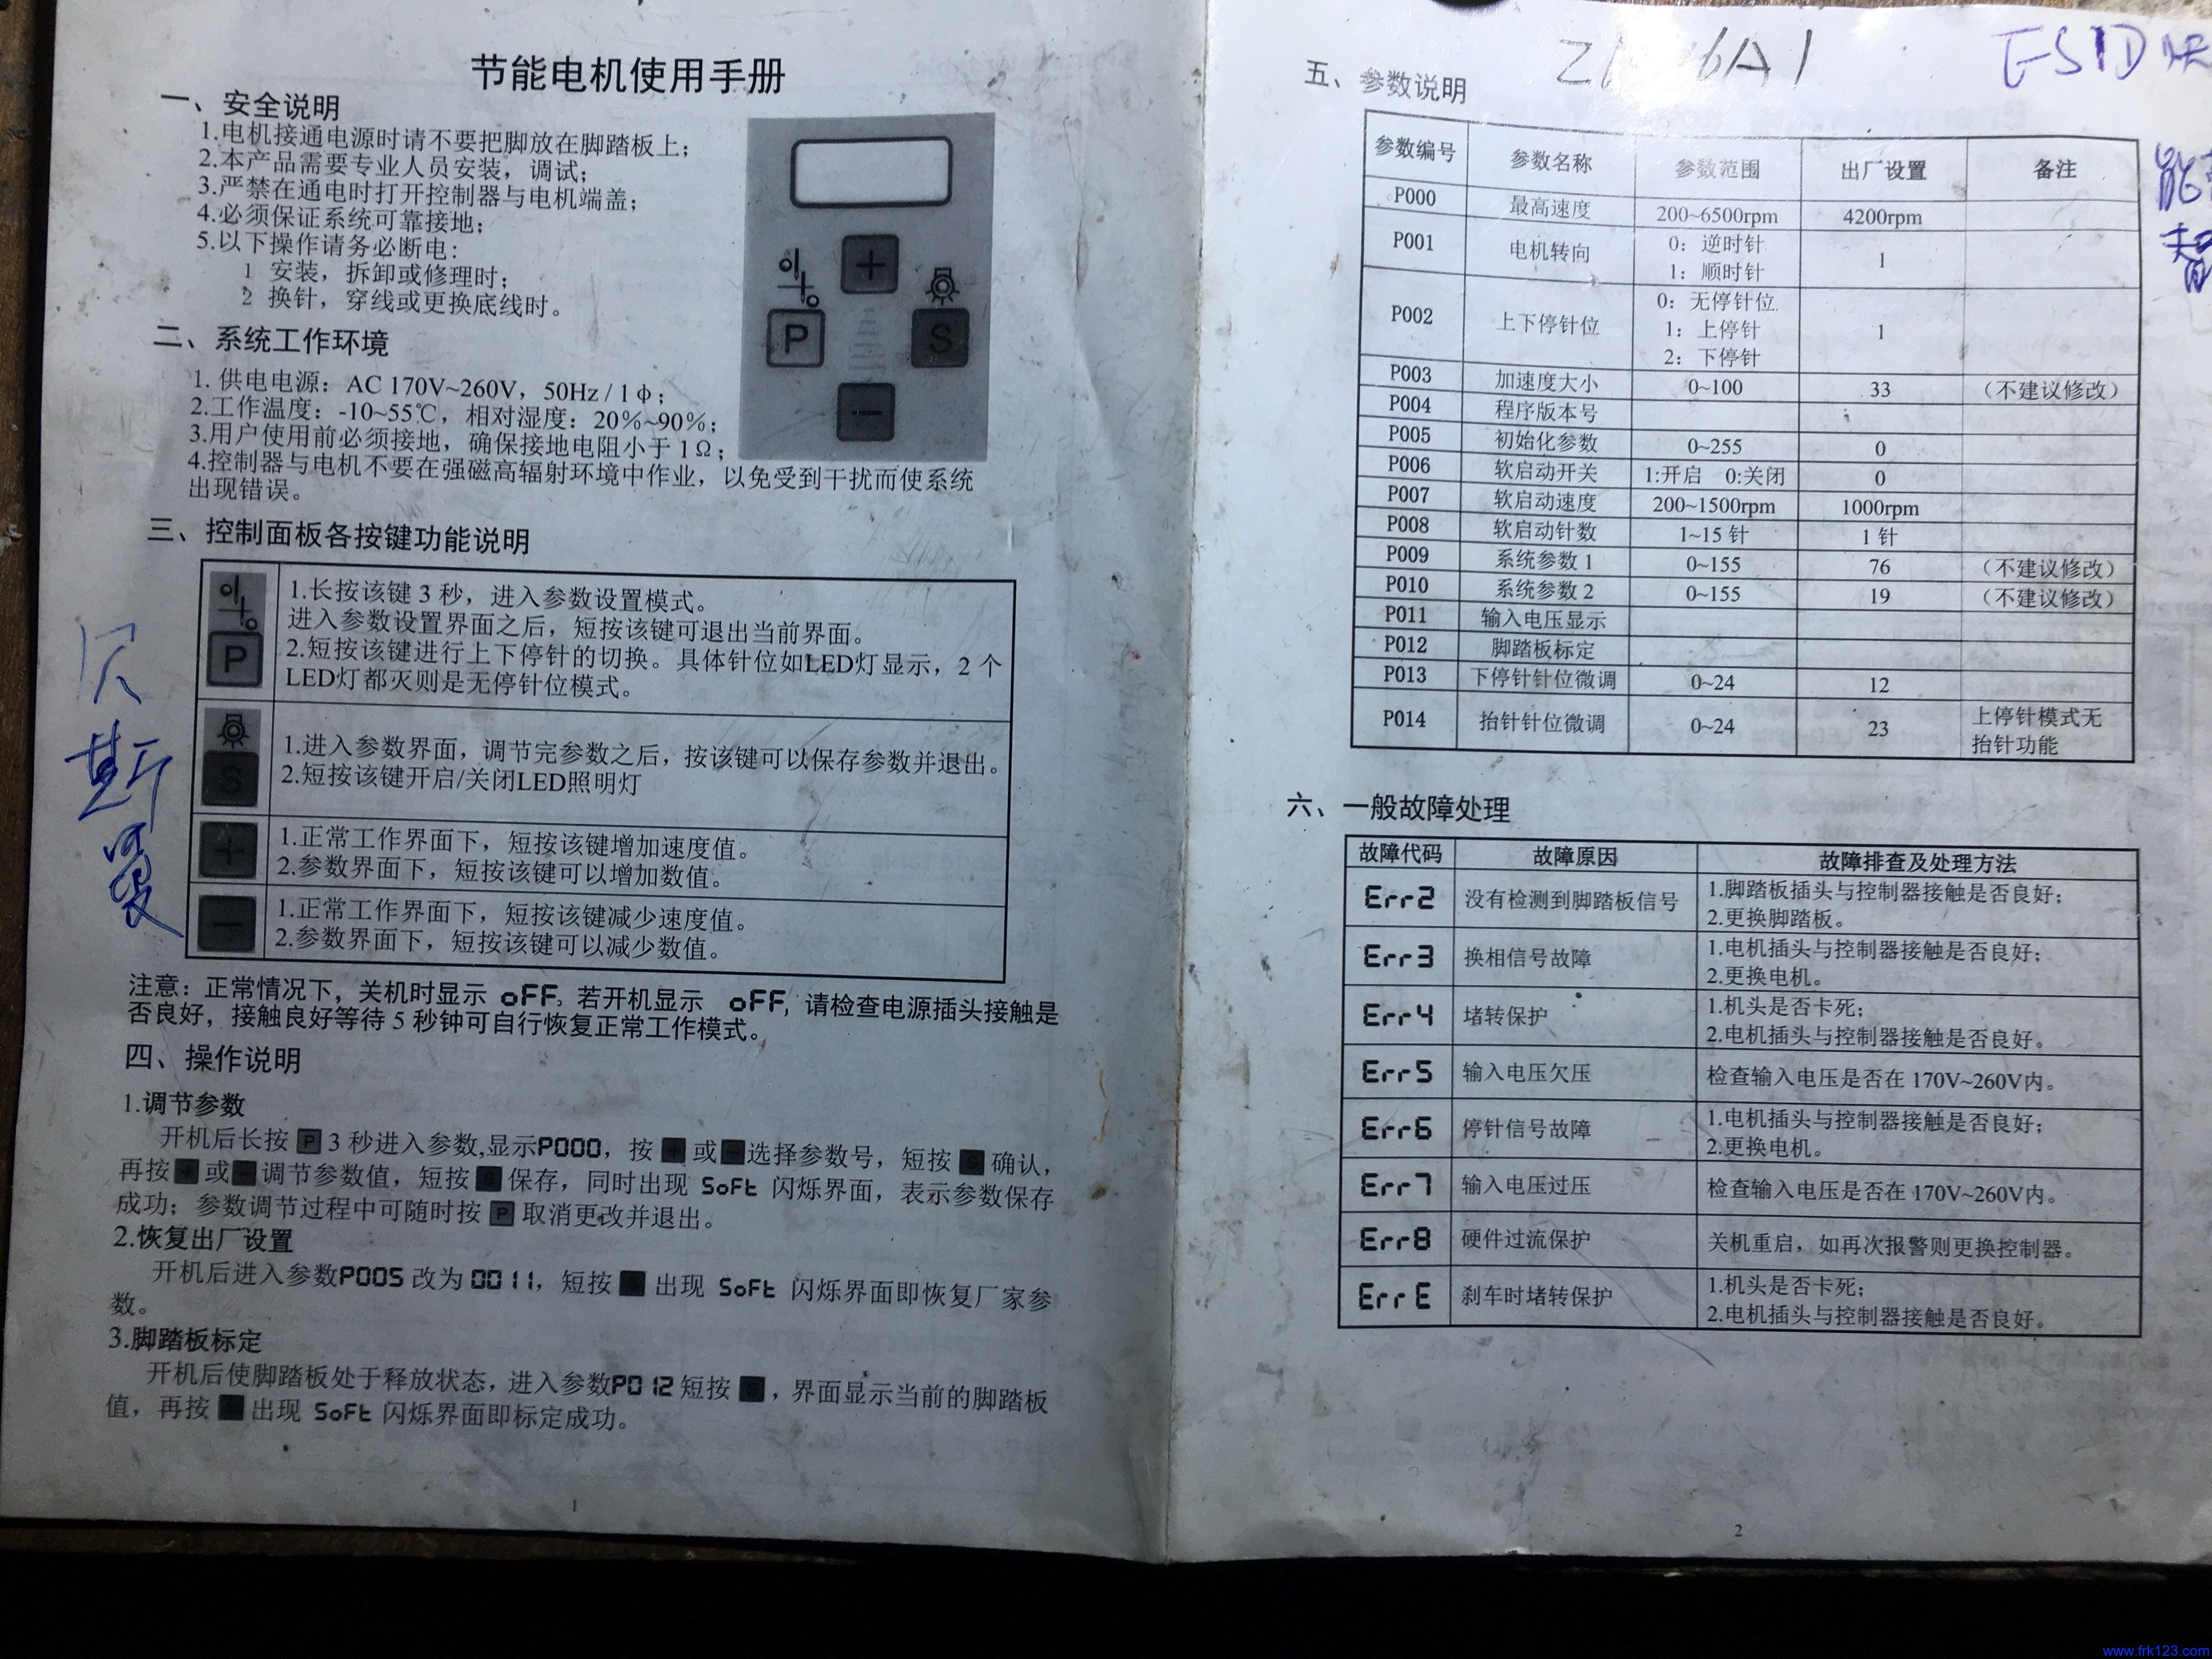 节能电机使用手册
一、安全说明
1.电机接通电源时请不要把脚放在脚踏板上；
2.本产品需要专业人员安装，调试；
3.严禁在通电时打开控制器与电机端盖；
4.必须保证系统可靠接地；
5.以下操作请务必断电：
1 安装，拆卸或修理时；
2 换针，穿线或更换底线时。
+
P
S
−
二、系统工作环境
1. 供电电源：AC 170V~260V，50Hz / 1 φ；
2.工作温度：-10~55℃，相对湿度：20%~90%；
3.用户使用前必须接地，确保接地电阻小于 1 Ω；
4.控制器与电机不要在强磁高辐射环境中作业，以免受到干扰而使系统
出现错误。
三、控制面板各按键功能说明
P
1.长按该键 3 秒，进入参数设置模式。
进入参数设置界面之后，短按该键可退出当前界面。
2.短按该键进行上下停针的切换。具体针位如LED灯显示，2 个
LED灯都灭则是无停针位模式。
S
1.进入参数界面，调节完参数之后，按该键可以保存参数并退出。
2.短按该键开启/关闭LED照明灯
+
1.正常工作界面下，短按该键增加速度值。
2.参数界面下，短按该键可以增加数值。
−
1.正常工作界面下，短按该键减少速度值。
2.参数界面下，短按该键可以减少数值。
注意：正常情况下，关机时显示 oFF，若开机显示 oFF，请检查电源插头接触是
否良好，接触良好等待 5 秒钟可自行恢复正常工作模式。
四、操作说明
1.调节参数
开机后长按 P 3 秒进入参数,显示P000，按 + 或 − 选择参数号，短按 S 确认，
再按 + 或 − 调节参数值，短按 S 保存，同时出现 SoFt 闪烁界面，表示参数保存
成功；参数调节过程中可随时按 P 取消更改并退出。
2.恢复出厂设置
开机后进入参数P005 改为 0011，短按 S 出现 SoFt 闪烁界面即恢复厂家参
数。
3.脚踏板标定
开机后使脚踏板处于释放状态，进入参数P012 短按 S，界面显示当前的脚踏板
值，再按 S 出现 SoFt 闪烁界面即标定成功。
1
五、参数说明
参数编号 参数名称 参数范围 出厂设置 备注
P000 最高速度 200~6500rpm 4200rpm
P001 电机转向 0：逆时针 1
1：顺时针
P002 上下停针位 0：无停针位 1
1：上停针
2：下停针
P003 加速度大小 0~100 33 （不建议修改）
P004 程序版本号
P005 初始化参数 0~255 0
P006 软启动开关 1:开启 0:关闭 0
P007 软启动速度 200~1500rpm 1000rpm
P008 软启动针数 1~15 针 1 针
P009 系统参数 1 0~155 76 （不建议修改）
P010 系统参数 2 0~155 19 （不建议修改）
P011 输入电压显示
P012 脚踏板标定
P013 下停针针位微调 0~24 12
P014 抬针针位微调 0~24 23 上停针模式无
抬针功能
六、一般故障处理
故障代码 故障原因 故障排查及处理方法
Err2 没有检测到脚踏板信号 1.脚踏板插头与控制器接触是否良好；
2.更换脚踏板。
Err3 换相信号故障 1.电机插头与控制器接触是否良好；
2.更换电机。
Err4 堵转保护 1.机头是否卡死；
2.电机插头与控制器接触是否良好。
Err5 输入电压欠压 检查输入电压是否在 170V~260V内。
Err6 停针信号故障 1.电机插头与控制器接触是否良好；
2.更换电机。
Err7 输入电压过压 检查输入电压是否在 170V~260V内。
Err8 硬件过流保护 关机重启，如再次报警则更换控制器。
ErrE 刹车时堵转保护 1.机头是否卡死；
2.电机插头与控制器接触是否良好。
2
www.frk123.com